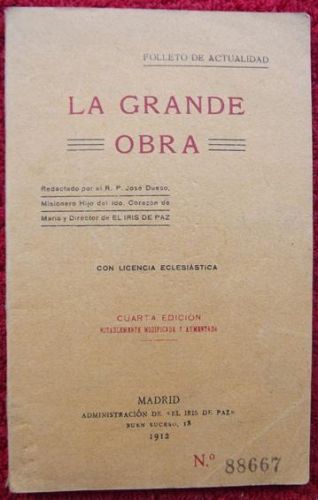 FOLLETO DE ACTUALIDAD
LA GRANDE
OBRA
Redactado por el R. P. José Dueso,
Misionero Hijo del Ido. Corazón de
María y Director de EL IRIS DE PAZ
CON LICENCIA ECLESIÁSTICA
CUARTA EDICIÓN
NOTABLEMENTE MODIFICADA Y AUMENTADA
MADRID
ADMINISTRACIÓN DE «EL IRIS DE PAZ»
BUEN SUCESO, 18
1912
N.º 88667